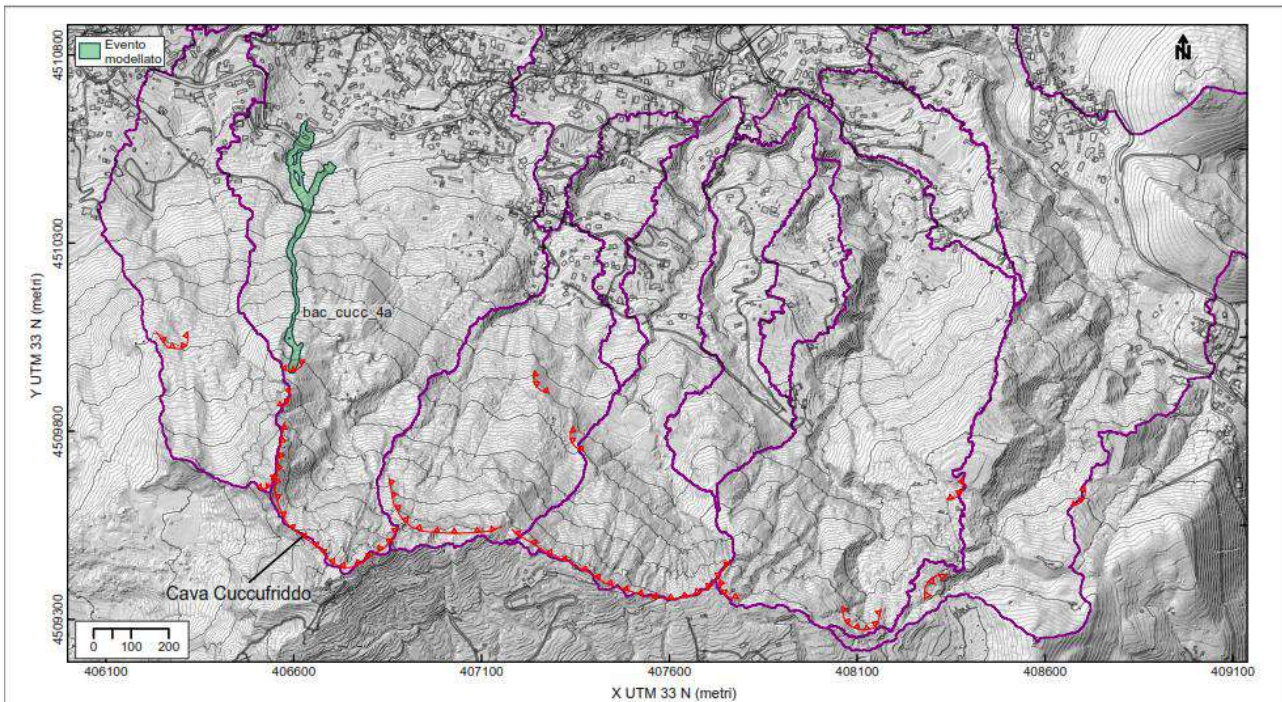 Evento
modellato
N
4510800
4510300
4509800
4509300
Y UTM 33 N (metri)
bac_cucc_4a
Cava Cuccufriddo
0 100 200
406100 406600 407100 407600 408100 408600 409100
X UTM 33 N (metri)